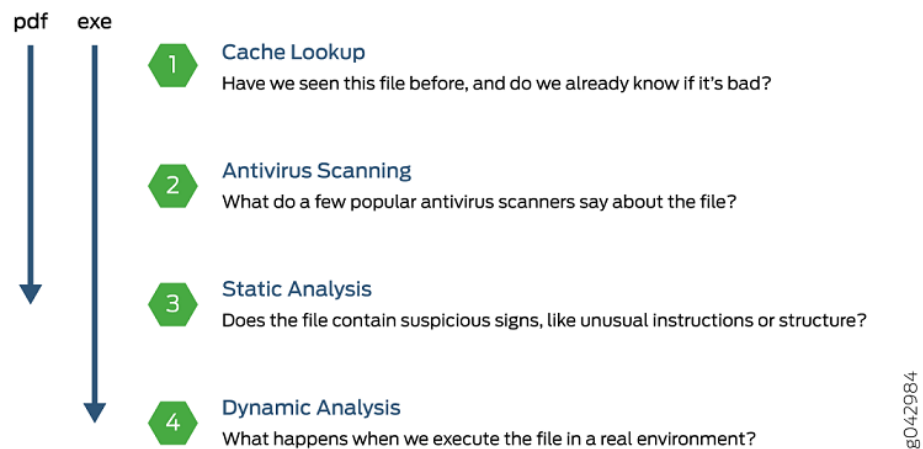 pdf exe
1
Cache Lookup
Have we seen this file before, and do we already know if it's bad?
2
Antivirus Scanning
What do a few popular antivirus scanners say about the file?
3
Static Analysis
Does the file contain suspicious signs, like unusual instructions or structure?
4
Dynamic Analysis
What happens when we execute the file in a real environment?
g042984